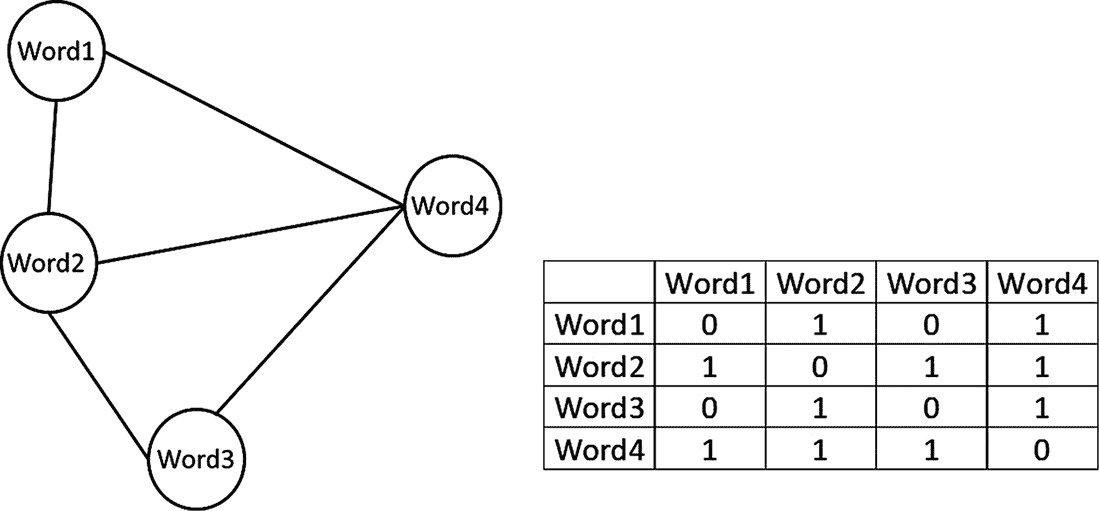 Word1
Word4
Word2
Word3
Word1 Word2 Word3 Word4
Word1 0 1 0 1
Word2 1 0 1 1
Word3 0 1 0 1
Word4 1 1 1 0